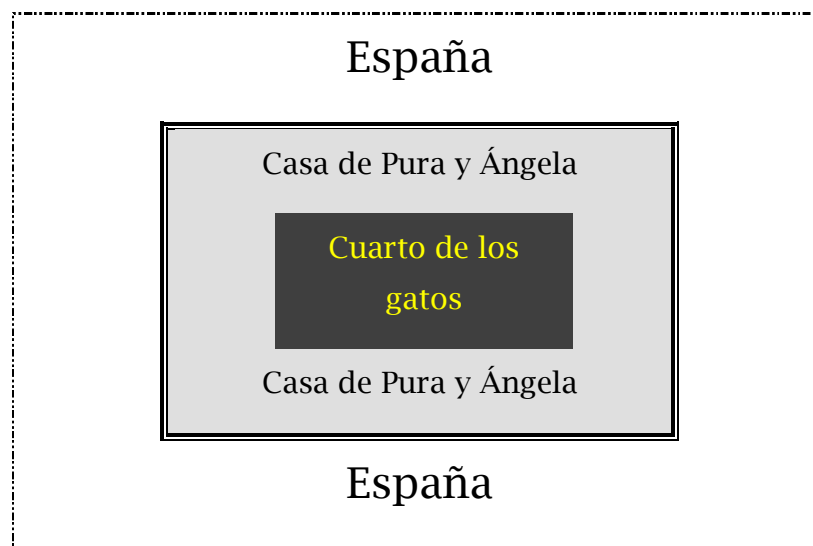 España
Casa de Pura y Ángela
Cuarto de los
gatos
Casa de Pura y Ángela
España